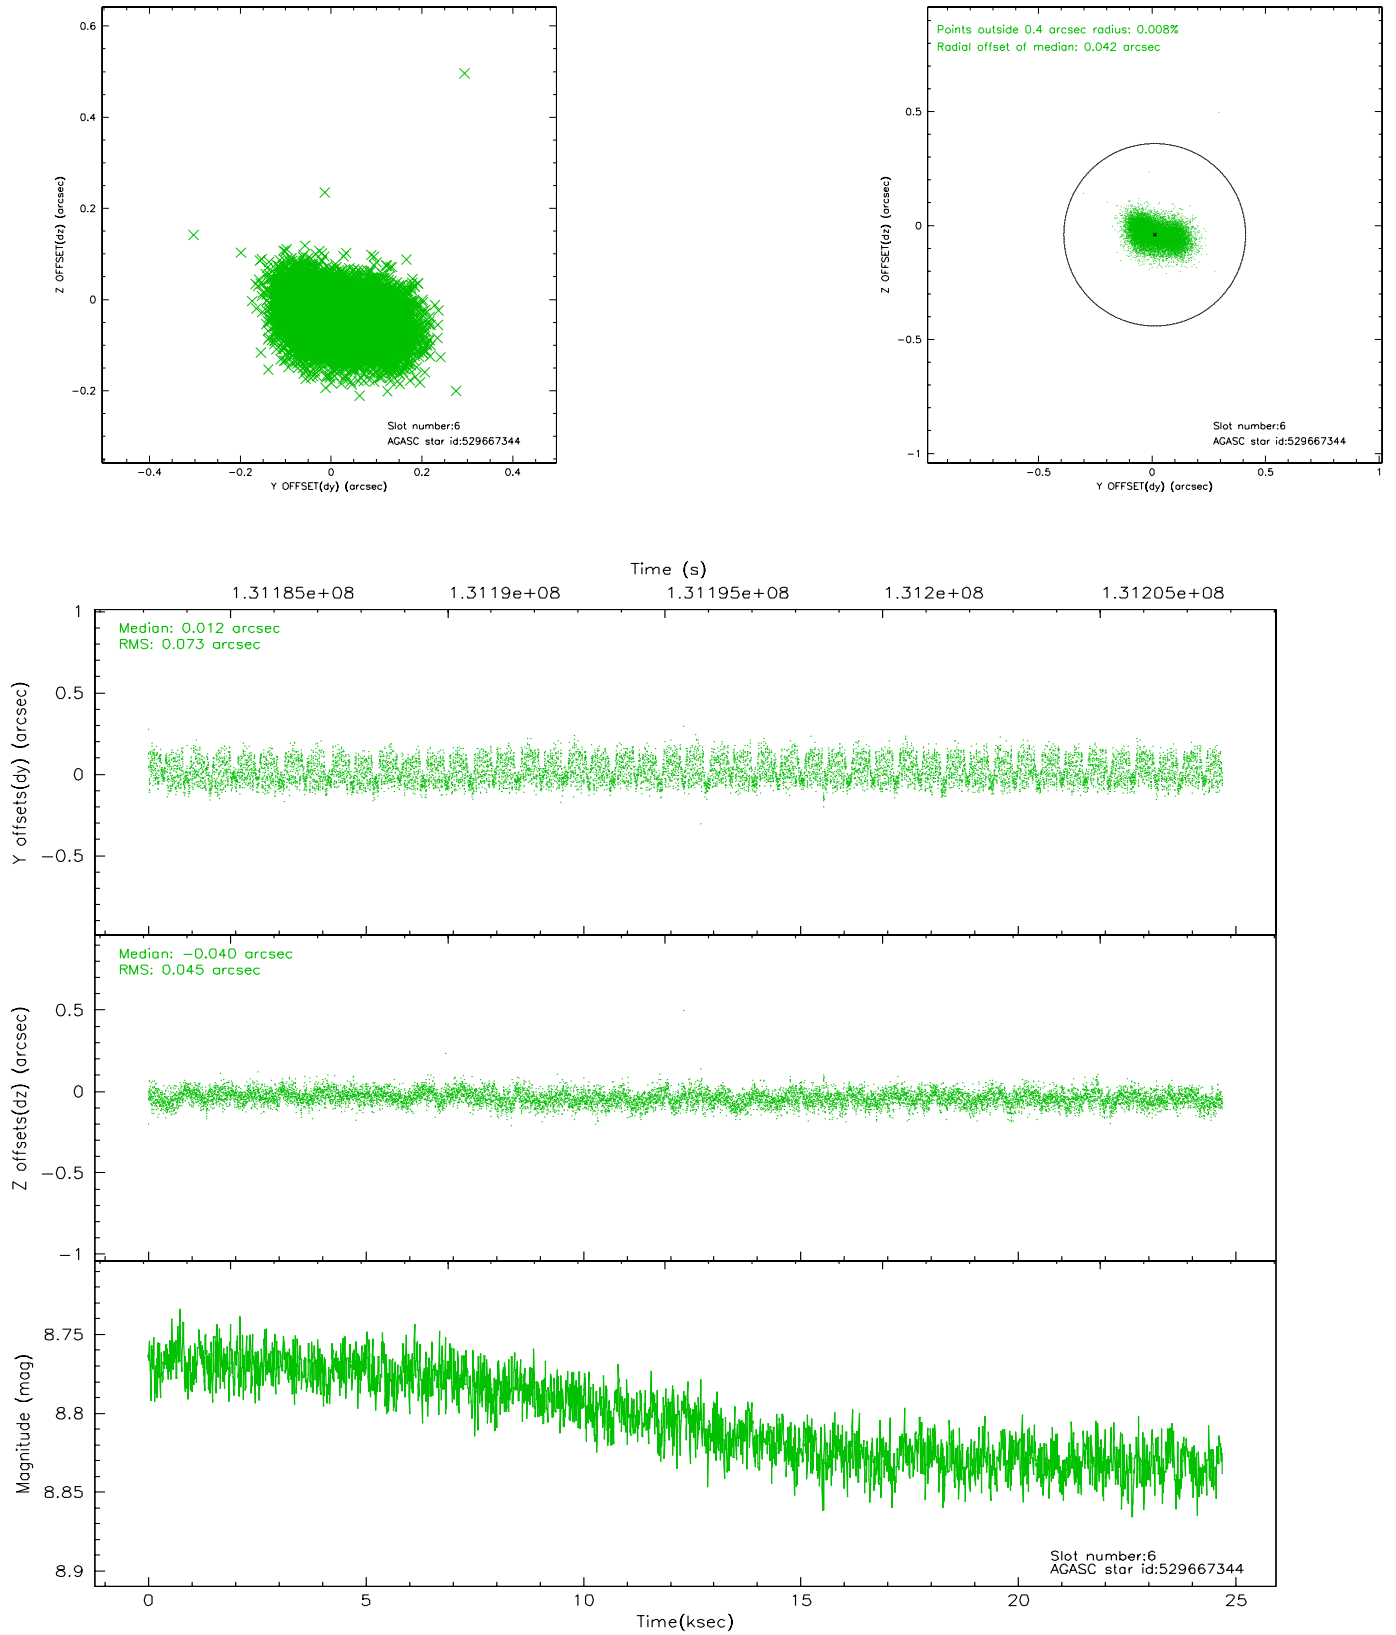 0.6
0.4
0.2
0
−0.2
Z OFFSET(dz) (arcsec)
Slot number:6
AGASC star id:529667344
−0.4 −0.2 0 0.2 0.4
Y OFFSET(dy) (arcsec)
Points outside 0.4 arcsec radius: 0.008%
Radial offset of median: 0.042 arcsec
0.5
0
−0.5
−1
Z OFFSET(dz) (arcsec)
Slot number:6
AGASC star id:529667344
−0.5 0 0.5 1
Y OFFSET(dy) (arcsec)
Time (s)
1.31185e+08 1.3119e+08 1.31195e+08 1.312e+08 1.31205e+08
Median: 0.012 arcsec
RMS: 0.073 arcsec
1
0.5
0
−0.5
Y offsets(dy) (arcsec)
Median: −0.040 arcsec
RMS: 0.045 arcsec
0.5
0
−0.5
−1
Z offsets(dz) (arcsec)
8.75
8.8
8.85
8.9
Magnitude (mag)
Slot number:6
AGASC star id:529667344
0 5 10 15 20 25
Time(ksec)